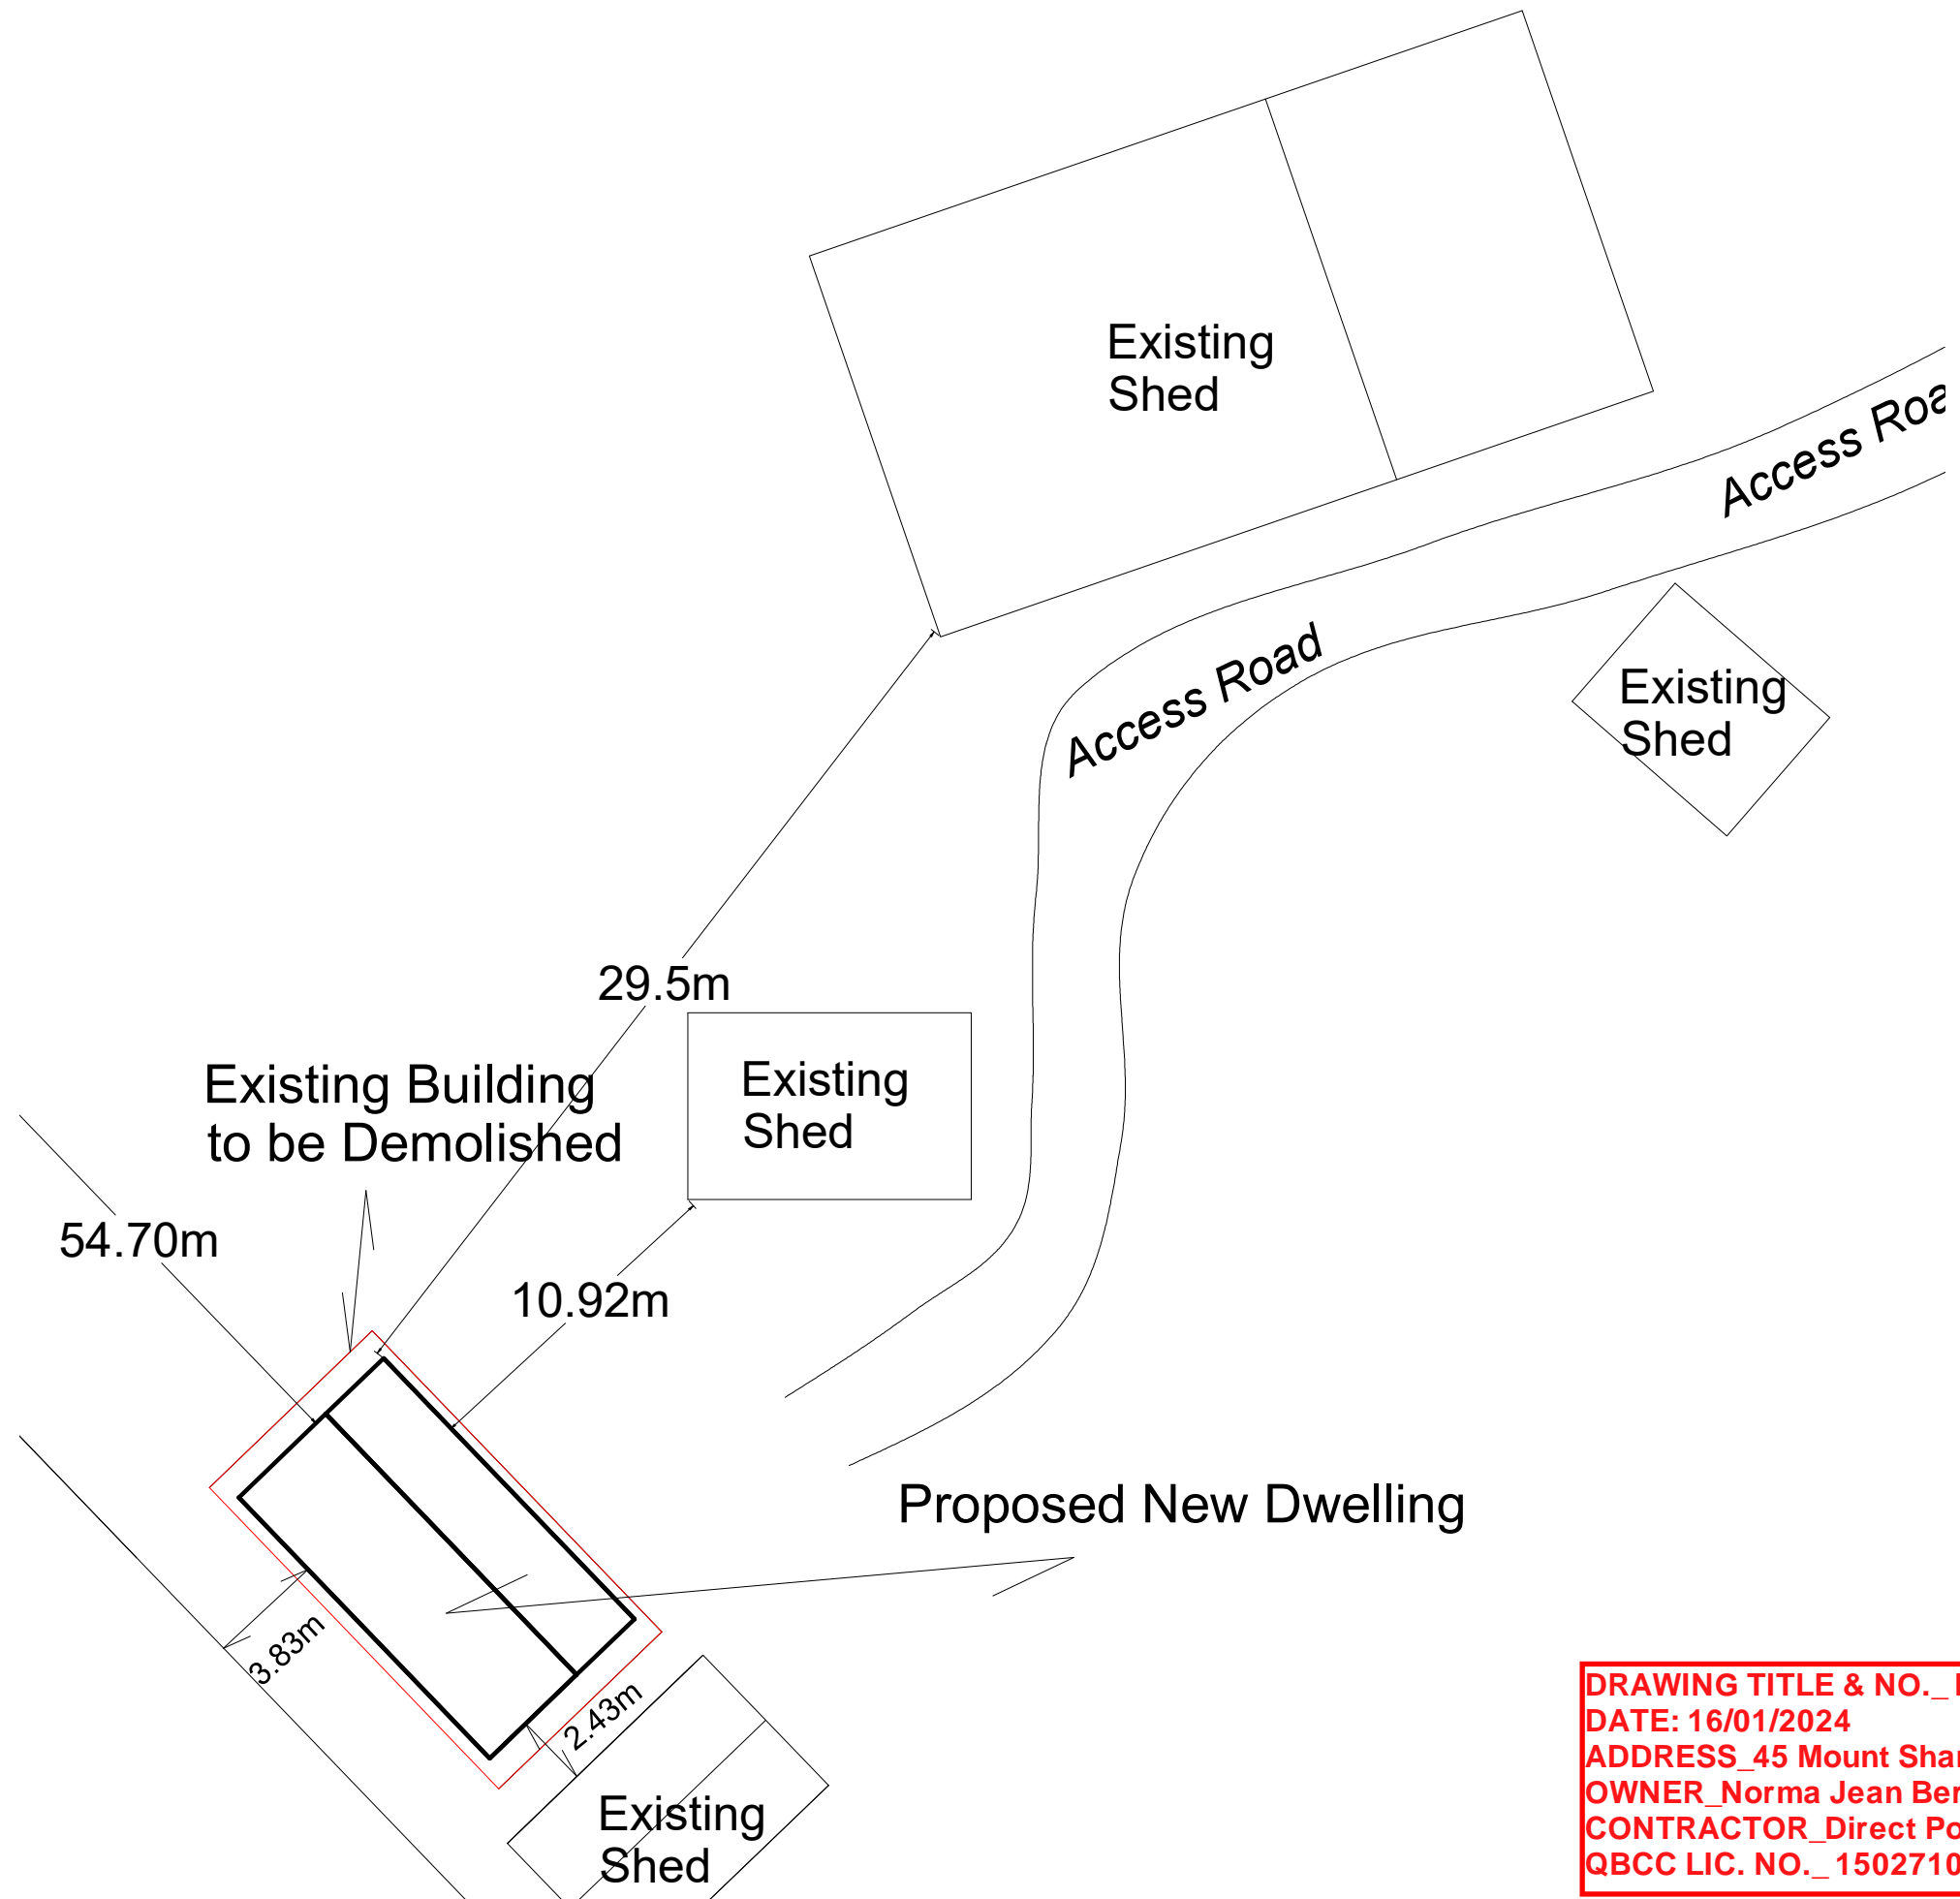 Existing
Shed
Access
Access Road
Existing
Shed
29.5m
Existing
Shed
Existing Building
to be Demolished
54.70m
10.92m
Proposed New Dwelling
3.83m
2.43m
Existing
Shed
DRAWING TITLE & NO._
DATE: 16/01/2024
ADDRESS_45 Mount
OWNER_Norma Jean
CONTRACTOR_Direct
QBCC LIC. NO._ 1502710